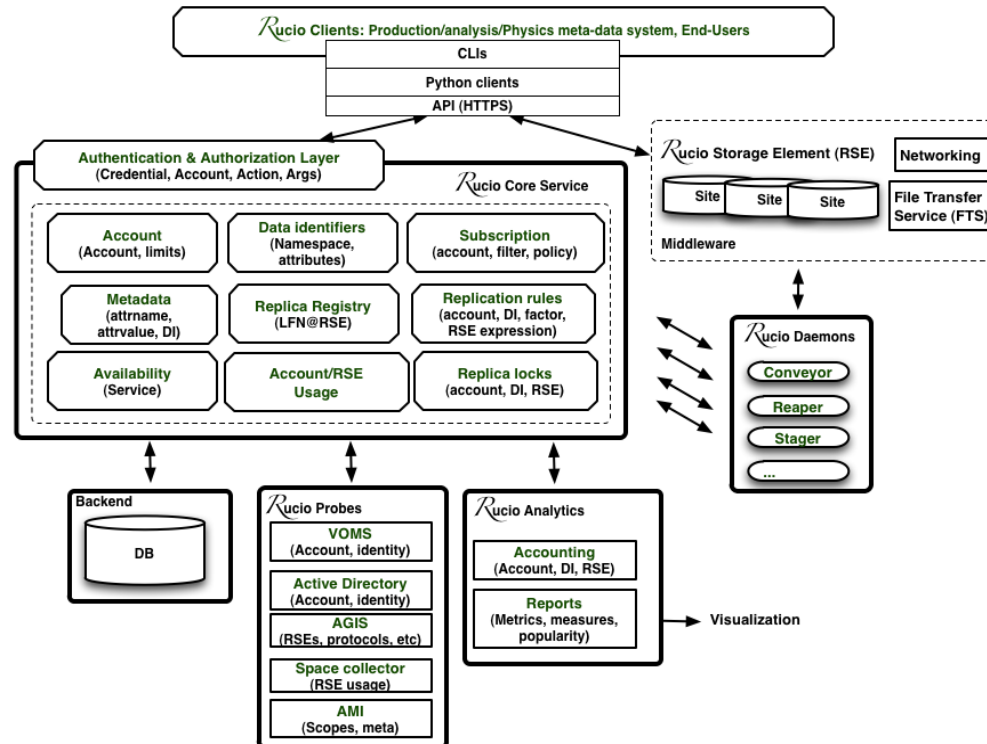 Rucio Clients: Production/analysis/Physics meta-data system, End-Users
CLIs
Python clients
API (HTTPS)
Authentication & Authorization Layer
(Credential, Account, Action, Args)
Rucio Core Service
Account
(Account, limits)
Data identifiers
(Namespace,
attributes)
Subscription
(account, filter, policy)
Metadata
(attrname,
attrvalue, DI)
Replica Registry
(LFN@RSE)
Replication rules
(account, DI, factor,
RSE expression)
Availability
(Service)
Account/RSE
Usage
Replica locks
(account, DI, RSE)
Rucio Storage Element (RSE)
Networking
Site
Site
Site
File Transfer
Service (FTS)
Middleware
Rucio Daemons
Conveyor
Reaper
Stager
...
Backend
DB
Rucio Probes
VOMS
(Account, identity)
Active Directory
(Account, identity)
AGIS
(RSEs, protocols, etc)
Space collector
(RSE usage)
AMI
(Scopes, meta)
Rucio Analytics
Accounting
(Account, DI, RSE)
Reports
(Metrics, measures,
popularity)
Visualization